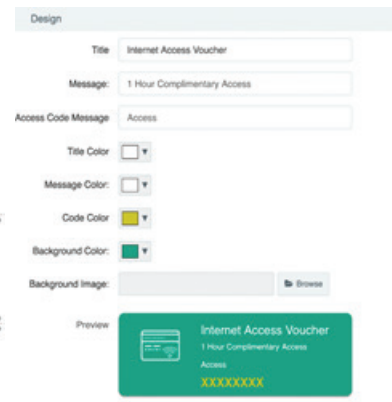 Design
Title Internet Access Voucher
Message: 1 Hour Complimentary Access
Access Code Message Access
Title Color
Message Color:
Code Color
Background Color:
Background Image: Browse
Preview
Internet Access Voucher
1 Hour Complimentary Access
Access
XXXXXXXX